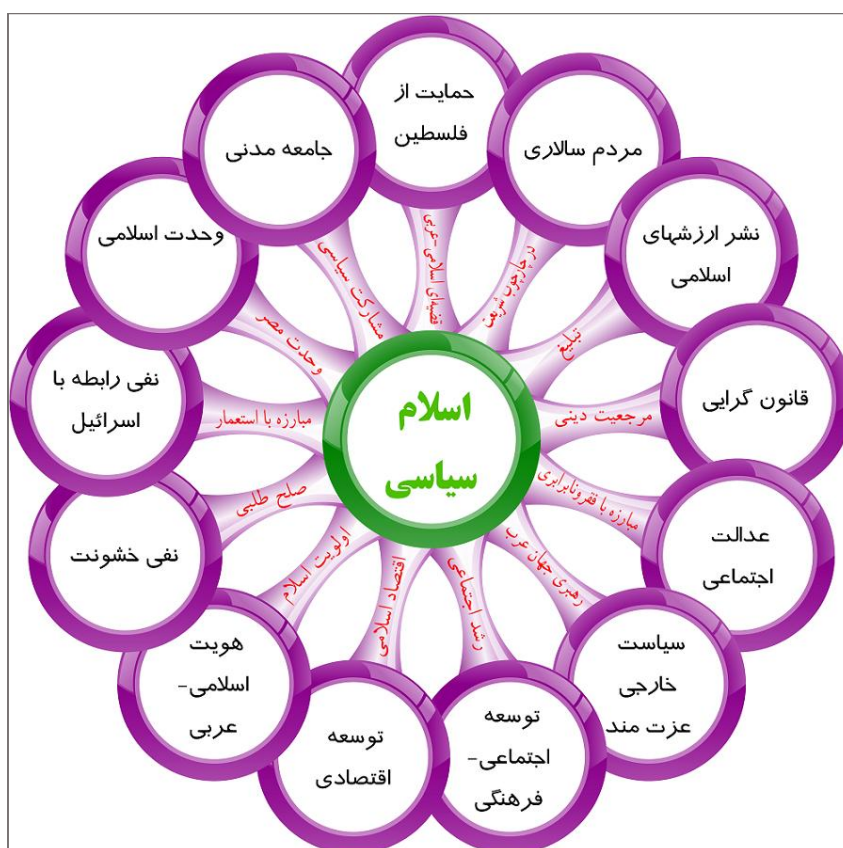 اسلام
سیاسی
حمایت از
فلسطین
قضیه‌ای اسلامی-عربی
مردم سالاری
در چارچوب شریعت
نشر ارزشهای
اسلامی
تبلیغ
قانون گرایی
مرجعیت دینی
عدالت
اجتماعی
مبارزه با فقر و نابرابری
سیاست
خارجی
عزت مند
رهبری جهان عرب
توسعه
اجتماعی-
فرهنگی
رشد اجتماعی
توسعه
اقتصادی
اقتصاد اسلامی
هویت
اسلامی-
عربی
اولویت اسلام
نفی خشونت
صلح طلبی
نفی رابطه با
اسرائیل
مبارزه با استعمار
وحدت اسلامی
وحدت مصر
جامعه مدنی
مشارکت سیاسی